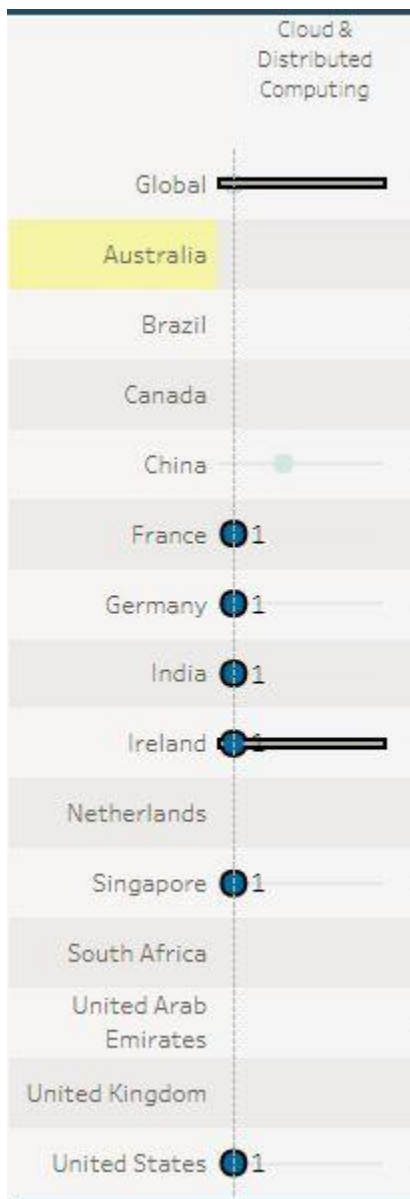 Cloud &
Distributed
Computing
Global
Australia
Brazil
Canada
China
France 1
Germany 1
India 1
Ireland 1
Netherlands
Singapore 1
South Africa
United Arab
Emirates
United Kingdom
United States 1